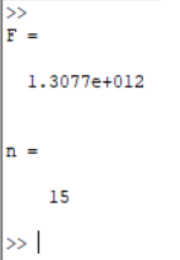 >>
F =
1.3077e+012
n =
15
>>